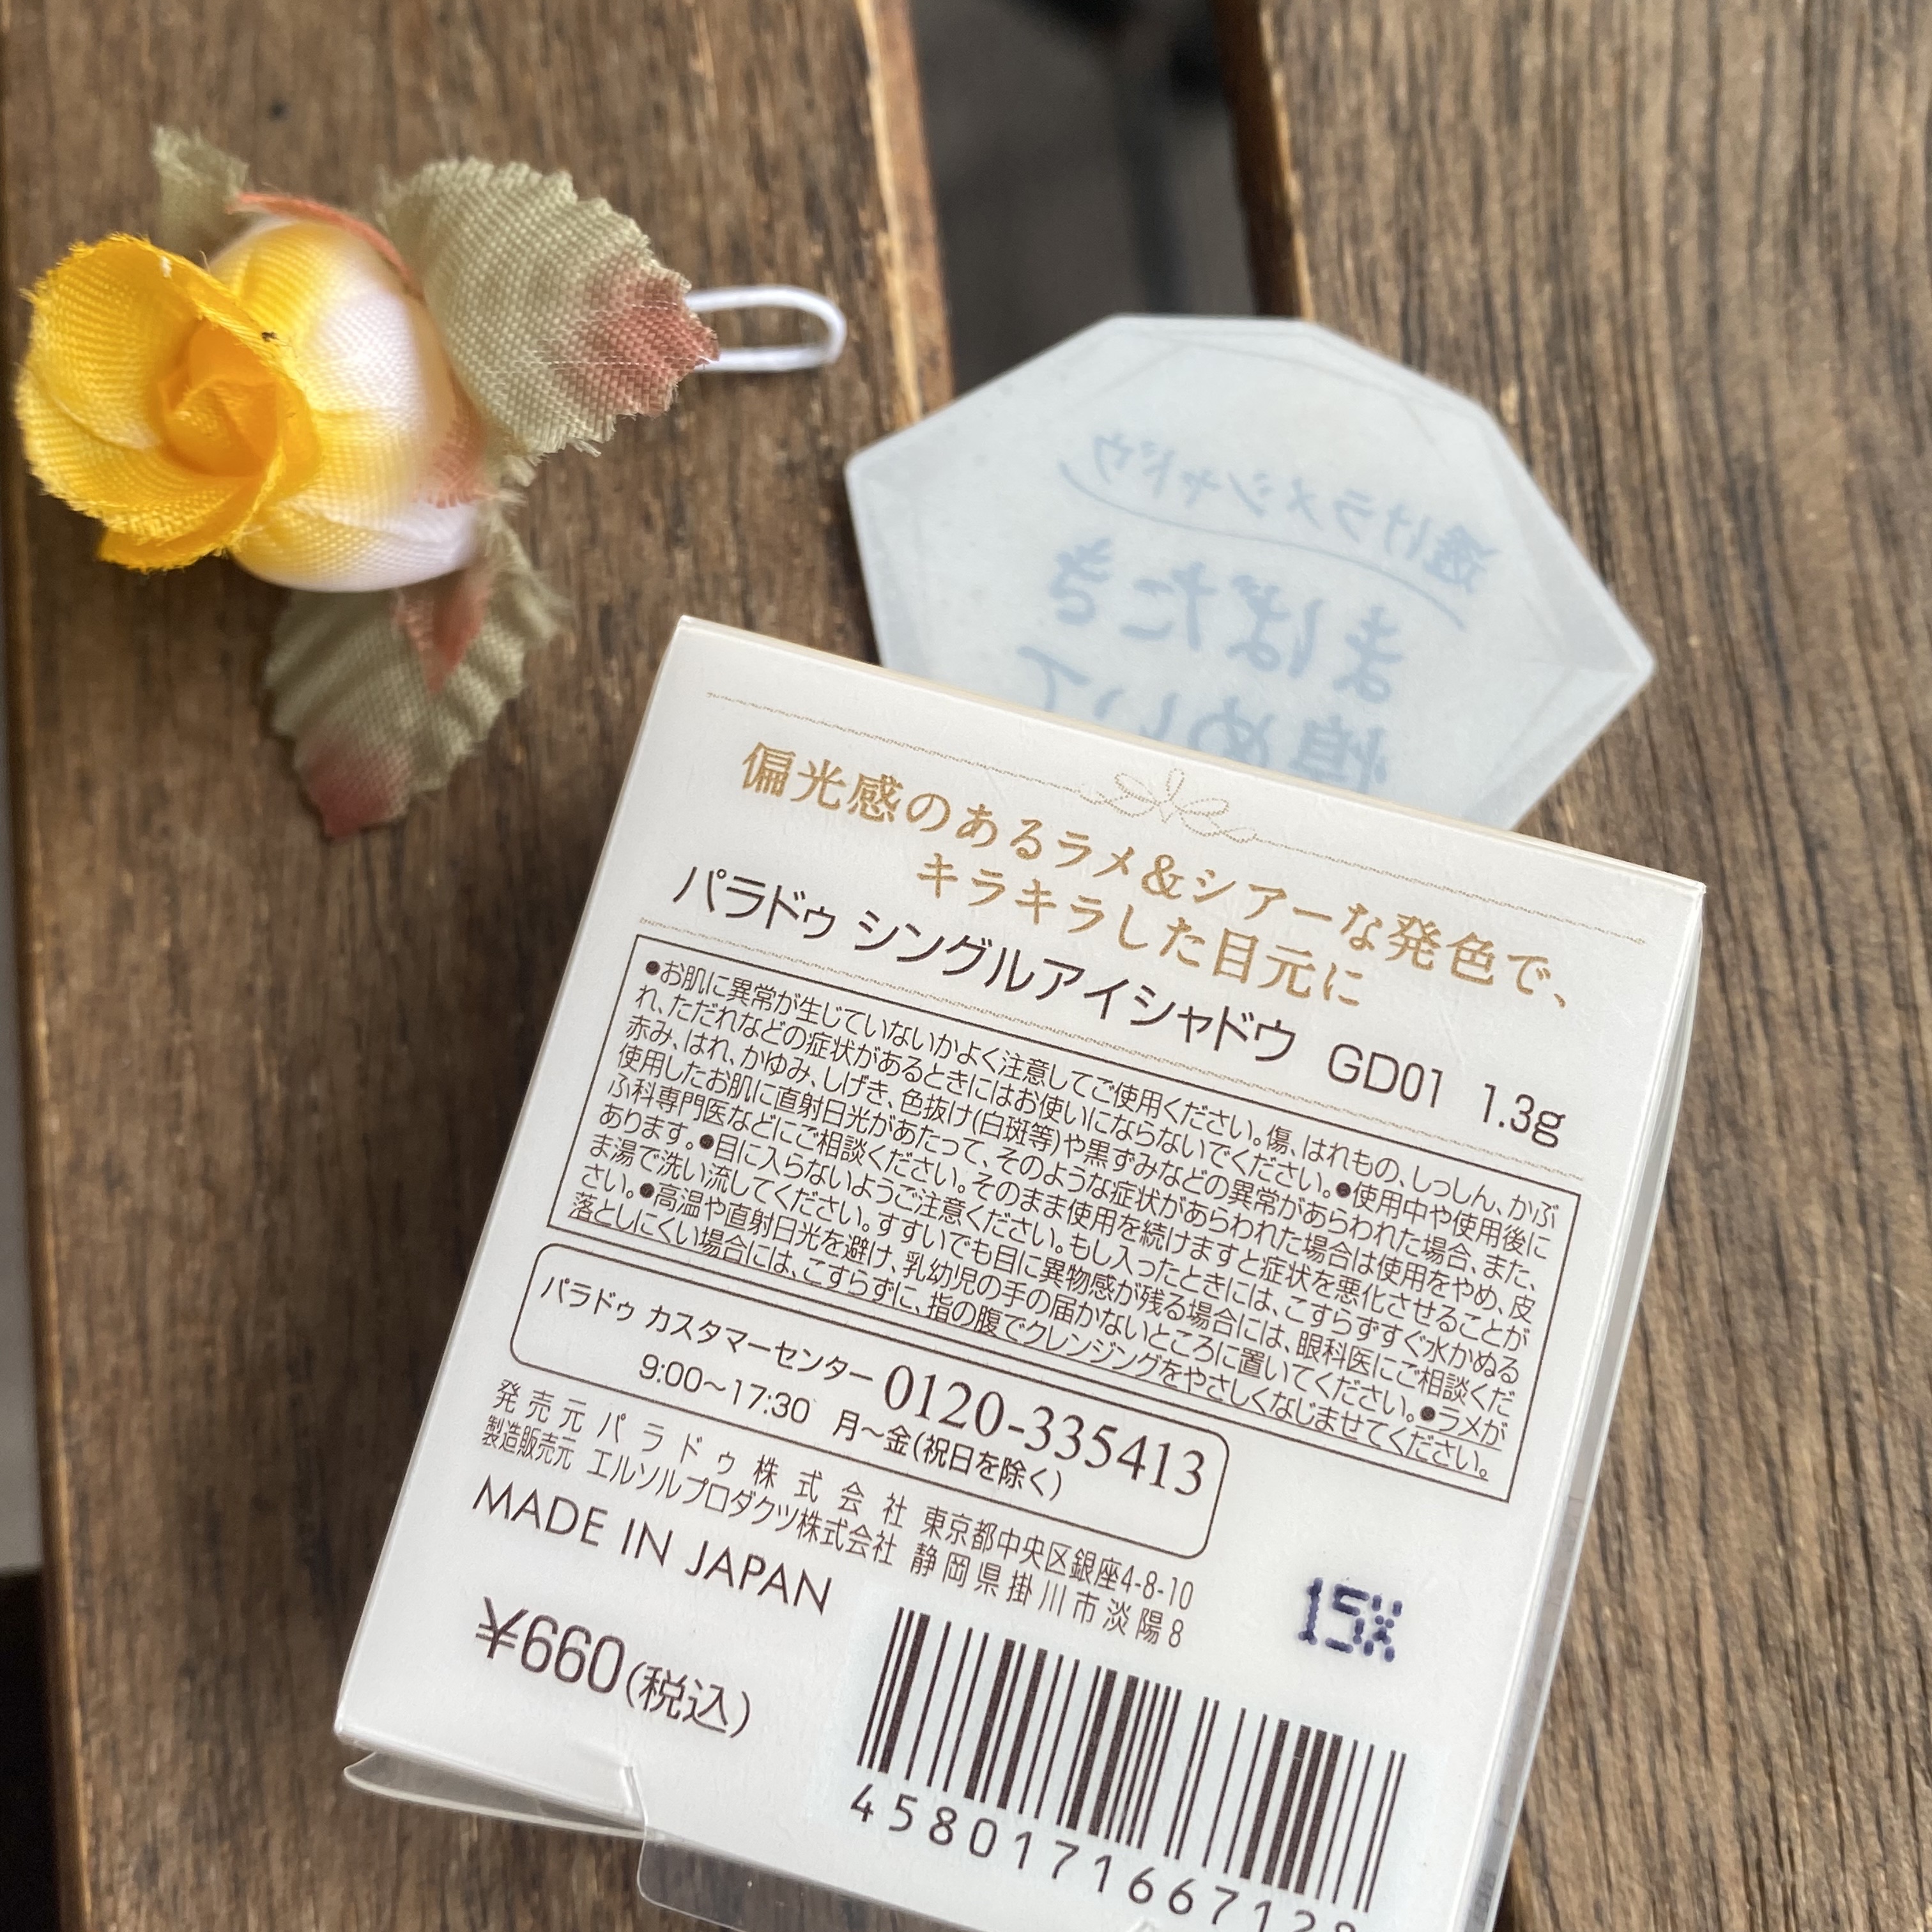 透けラメシャドウ
まばたき
煌めいて
偏光感のあるラメ&シアーな発色で、
キラキラした目元に
パラドゥ シングルアイシャドウ GD01 1.3g
●お肌に異常が生じていないかよく注意してご使用ください。傷、はれもの、しっしん、かぶ
れ、ただれなどの症状があるときにはお使いにならないでください。●使用中や使用後に
赤み、はれ、かゆみ、しげき、色抜け(白斑等)や黒ずみなどの異常があらわれた場合、また、
使用したお肌に直射日光があたって、そのような症状があらわれた場合は使用をやめ、皮
ふ科専門医などにご相談ください。そのまま使用を続けますと症状を悪化させることが
あります。●目に入らないようご注意ください。もし入ったときには、こすらずすぐ水かぬる
ま湯で洗い流してください。すすいでも目に異物感が残る場合には、眼科医にご相談くだ
さい。●高温や直射日光を避け、乳幼児の手の届かないところに置いてください。●ラメが
落としにくい場合には、こすらずに、指の腹でクレンジングをやさしくなじませてください。
パラドゥ カスタマーセンター 0120-335413
9:00~17:30 月~金(祝日を除く)
発売元 パラドゥ株式会社 東京都中央区銀座4-8-10
製造販売元 エルソルプロダクツ株式会社 静岡県掛川市淡陽8
MADE IN JAPAN
15X
¥660(税込)